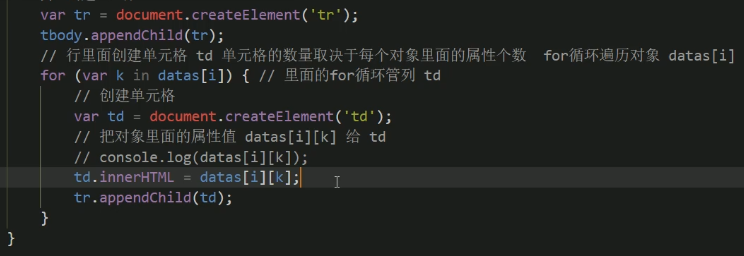 var tr = document.createElement('tr');
tbody.appendChild(tr);
// 行里面创建单元格 td 单元格的数量取决于每个对象里面的属性个数  for循环遍历对象 datas[i]
for (var k in datas[i]) { // 里面的for循环管列 td
// 创建单元格
var td = document.createElement('td');
// 把对象里面的属性值 datas[i][k] 给 td
// console.log(datas[i][k]);
td.innerHTML = datas[i][k];
tr.appendChild(td);
}
}